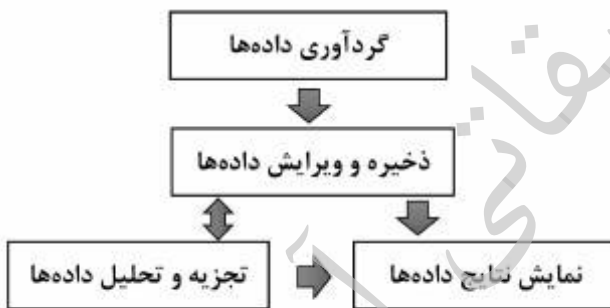 گردآوری داده‌ها
ذخیره و ویرایش داده‌ها
تجزیه و تحلیل داده‌ها
نمایش نتایج داده‌ها